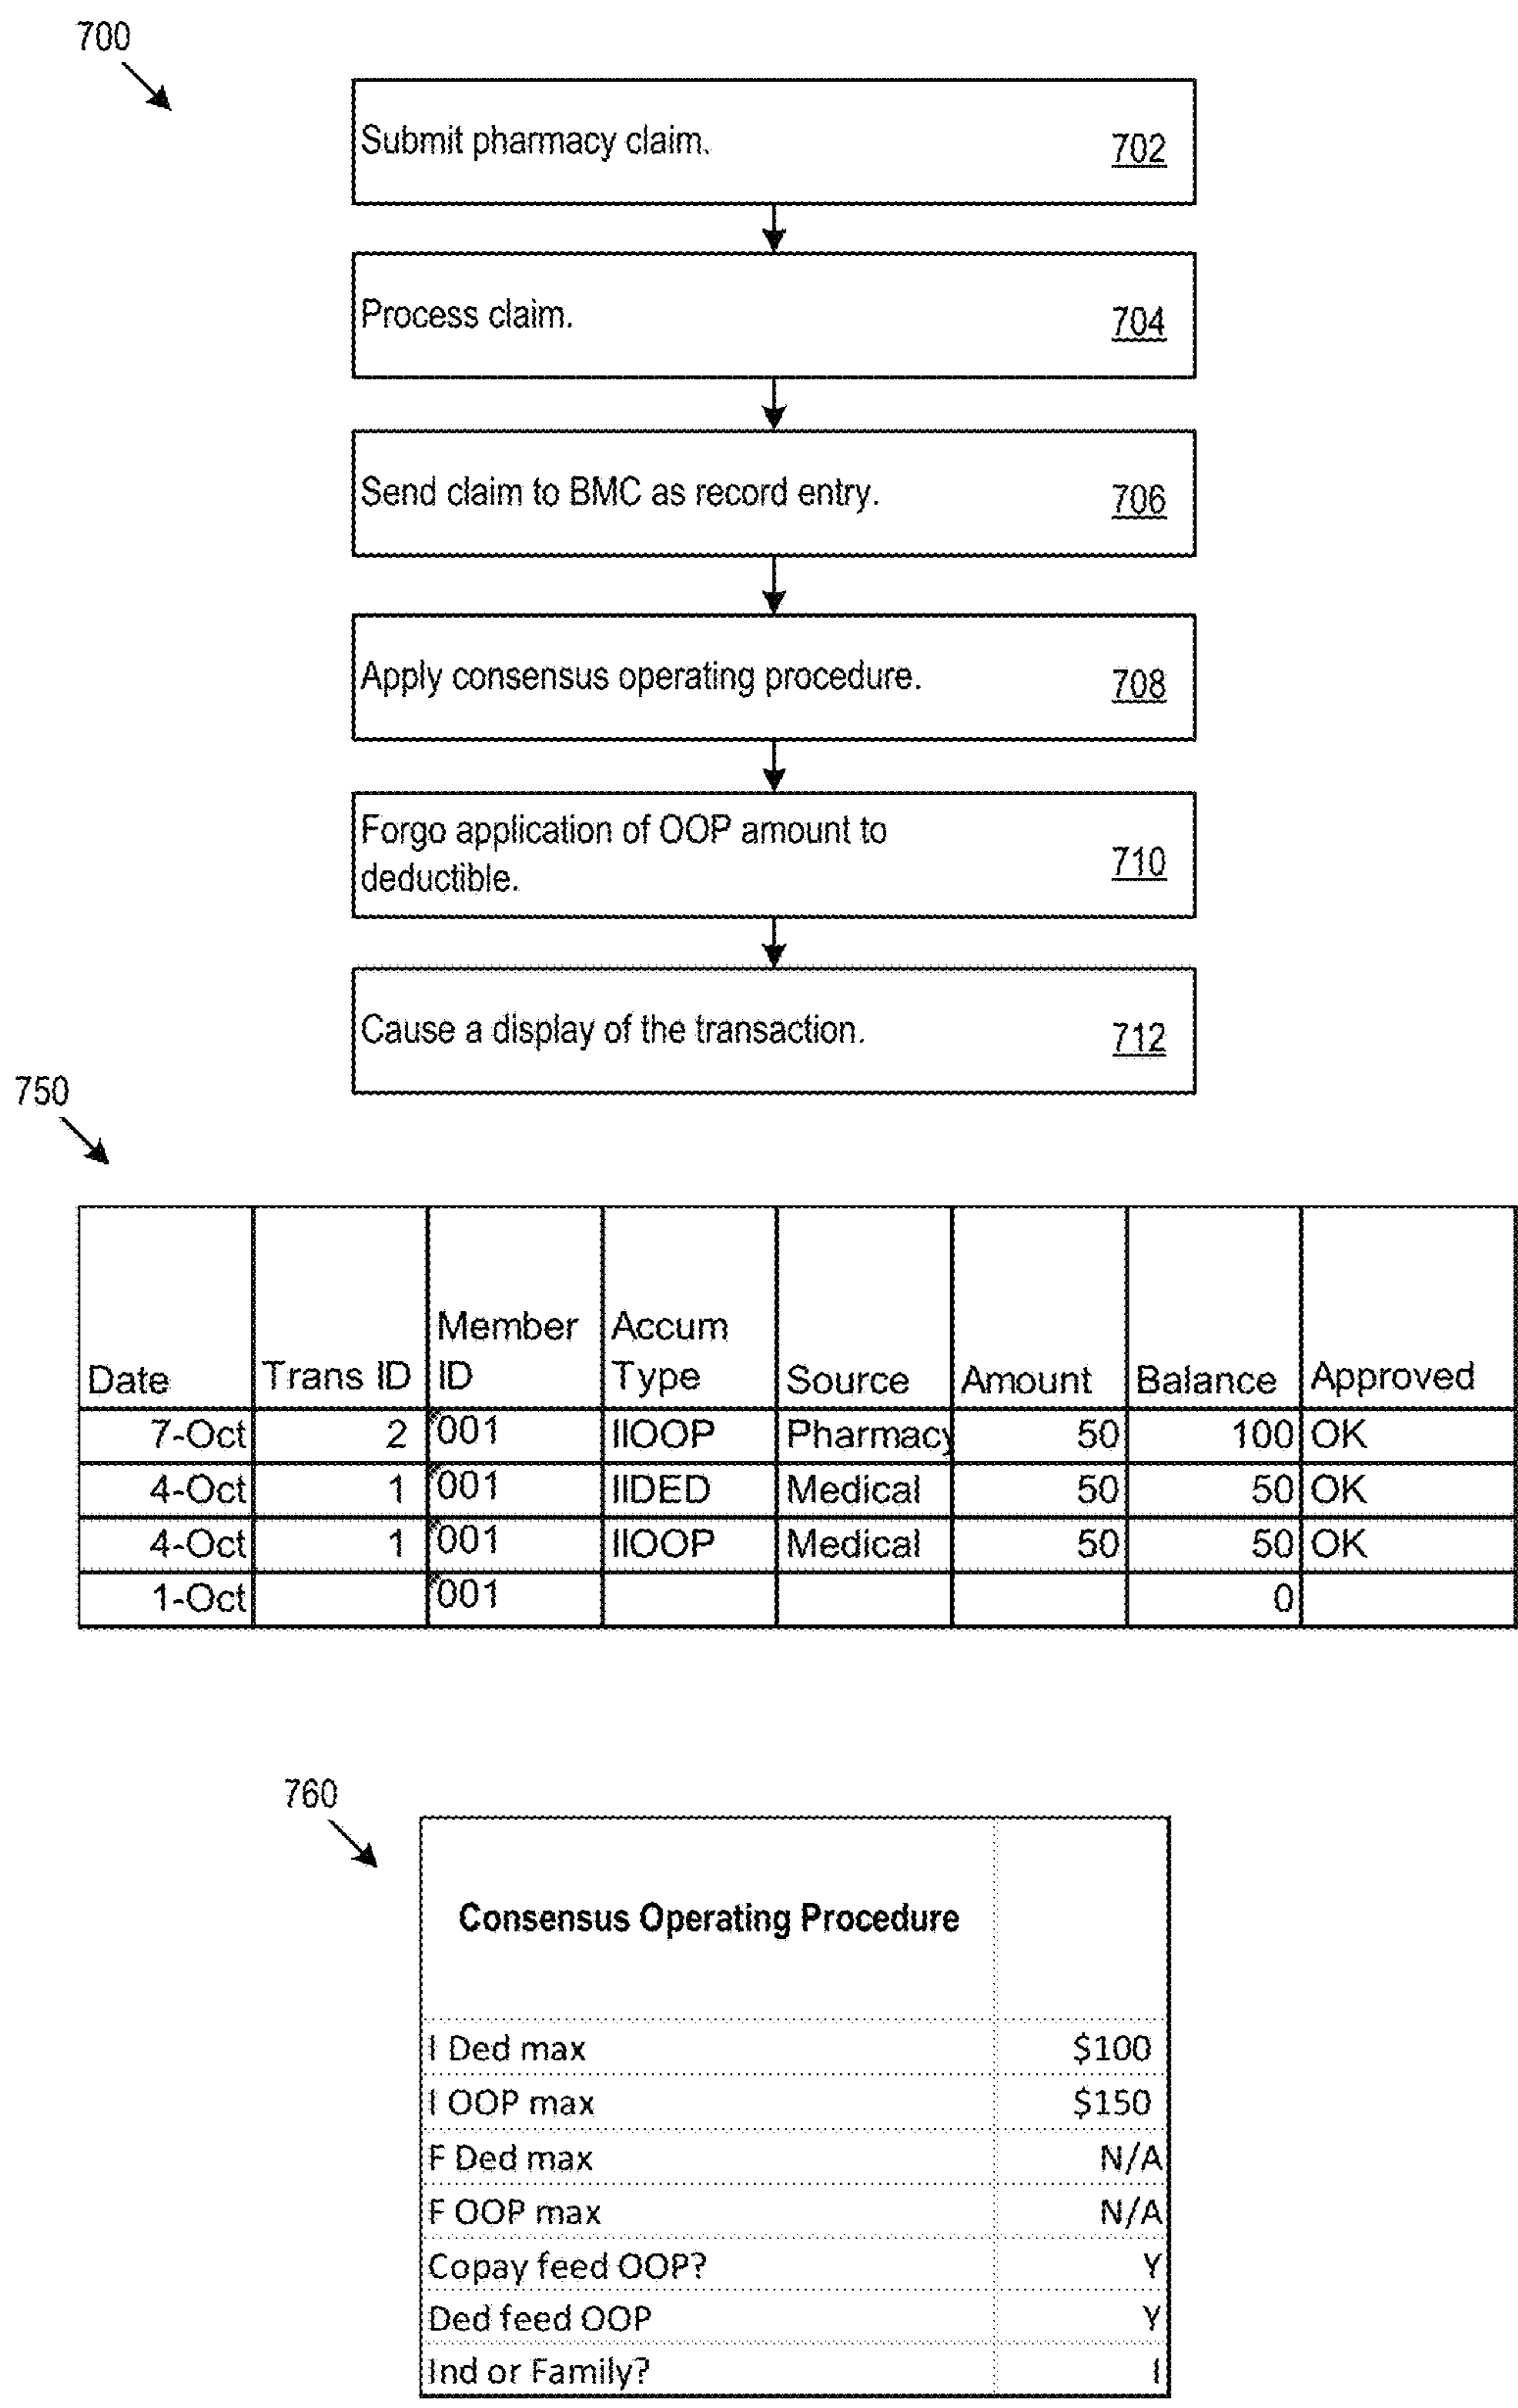 700
Submit pharmacy claim. 702
Process claim. 704
Send claim to BMC as record entry. 706
Apply consensus operating procedure. 708
Forgo application of OOP amount to
deductible. 710
Cause a display of the transaction. 712
750
Date Trans ID Member ID Accum Type Source Amount Balance Approved
7-Oct 2 001 IIOOP Pharmacy 50 100 OK
4-Oct 1 001 IIDED Medical 50 50 OK
4-Oct 1 001 IIOOP Medical 50 50 OK
1-Oct 001 0
760
Consensus Operating Procedure
I Ded max $100
I OOP max $150
F Ded max N/A
F OOP max N/A
Copay feed OOP? Y
Ded feed OOP Y
Ind or Family? I